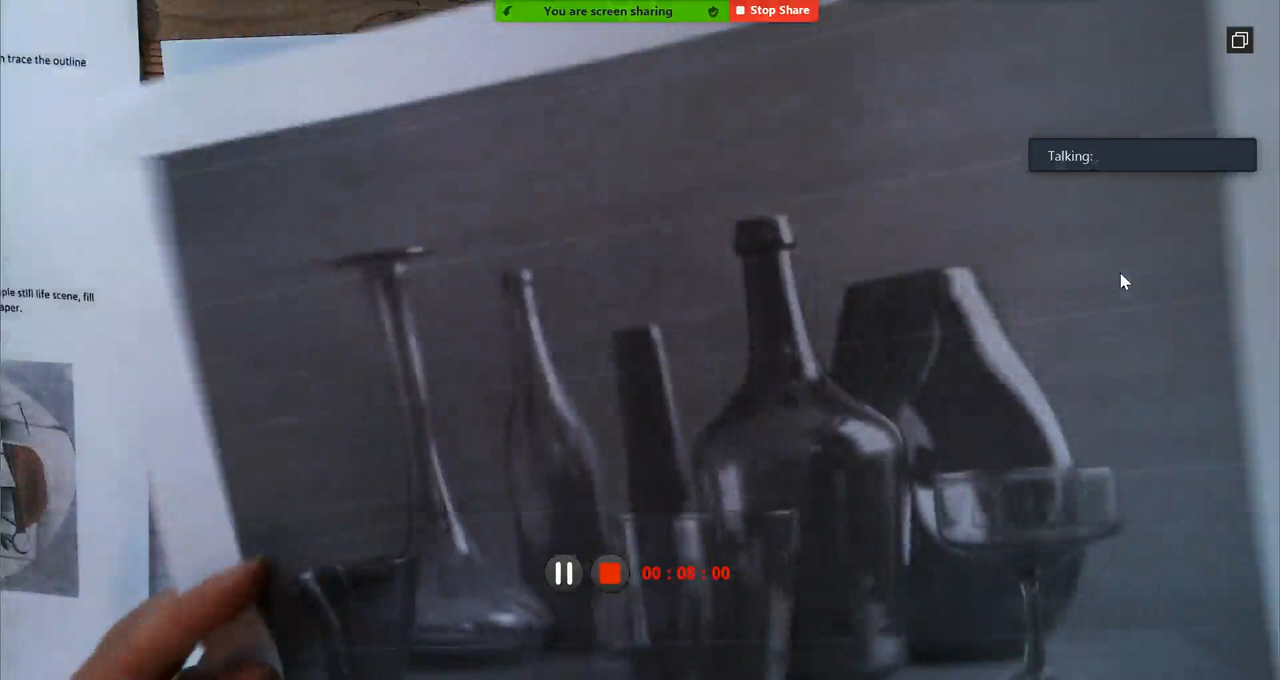 You are screen sharing
Stop Share
trace the outline
Talking:
ple still life scene, fill
aper.
00 : 08 : 00